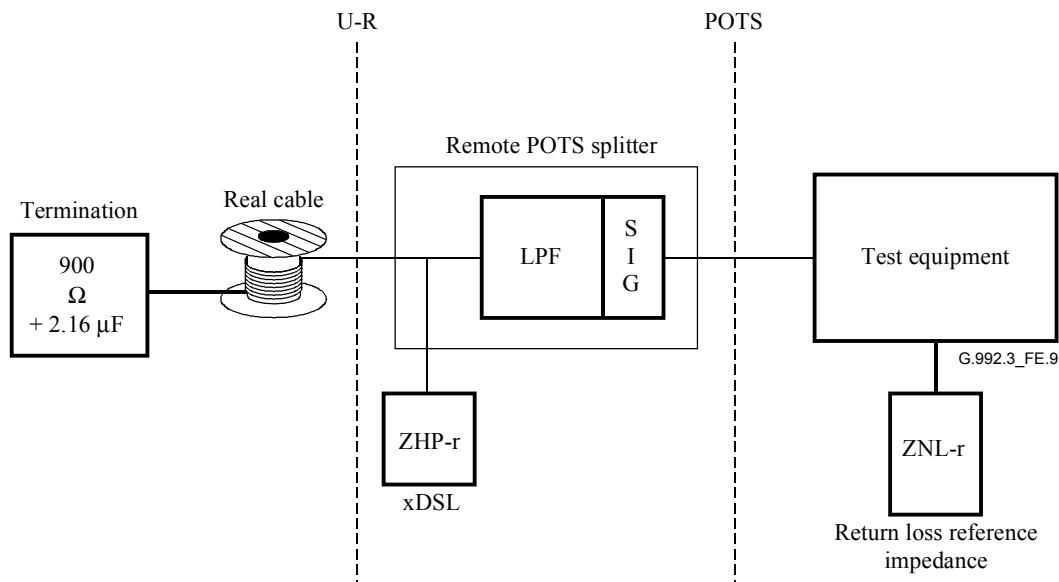 U-R
POTS
Remote POTS splitter
Termination
Real cable
900
Ω
+ 2.16 μF
LPF
S
I
G
Test equipment
G.992.3_FE.9
ZHP-r
xDSL
ZNL-r
Return loss reference
impedance